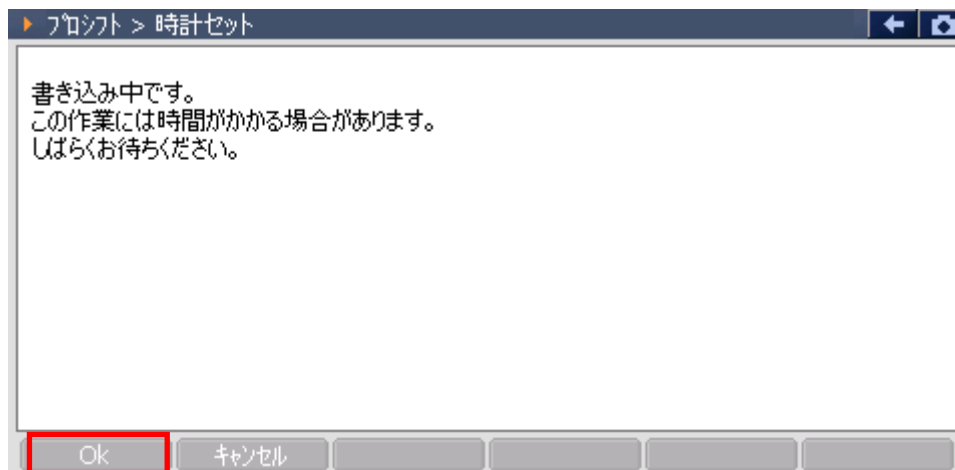 プロシフト > 時計セット
書き込み中です。
この作業には時間がかかる場合があります。
しばらくお待ちください。
Ok
キャンセル